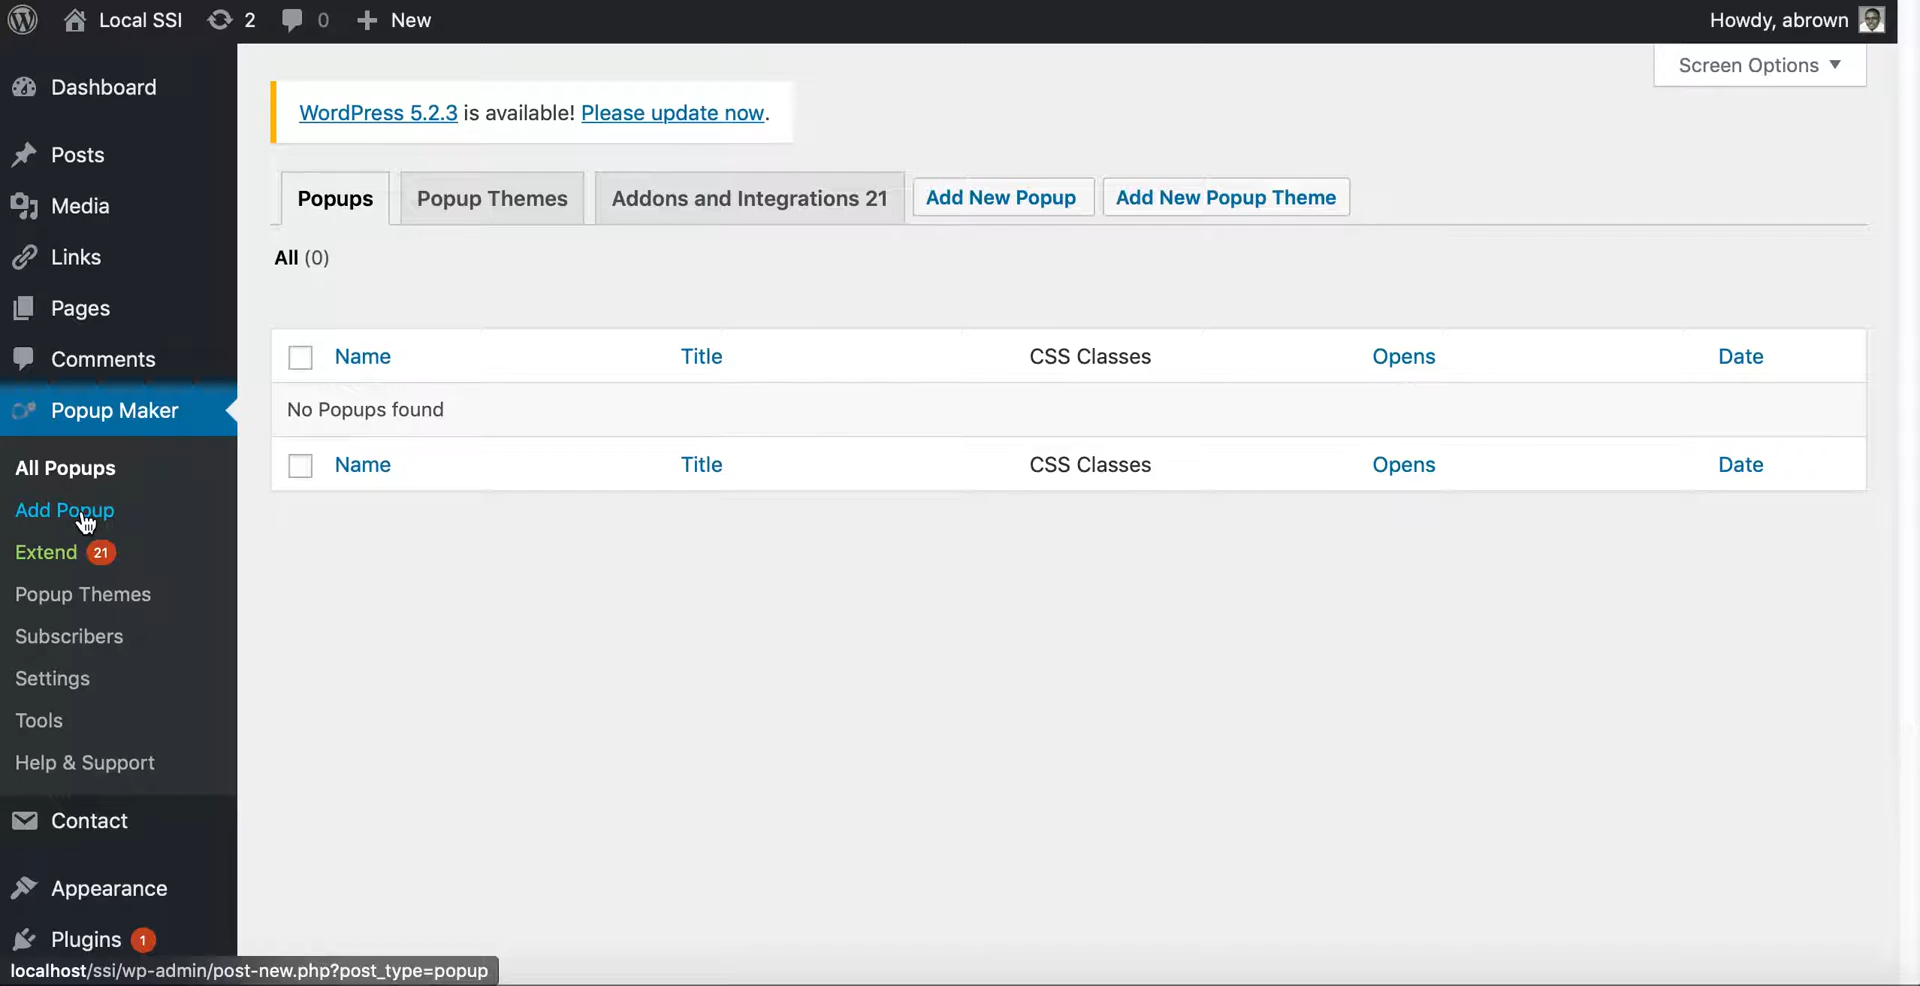 Local SSI 2 0 New Howdy, abrown
Screen Options
WordPress 5.2.3 is available! Please update now.
Dashboard
Posts
Media
Links
Pages
Comments
Popup Maker
All Popups
Add Popup
Extend 21
Popup Themes
Subscribers
Settings
Tools
Help & Support
Contact
Appearance
Plugins 1
Popups Popup Themes Addons and Integrations 21 Add New Popup Add New Popup Theme
All (0)
Name Title CSS Classes Opens Date
No Popups found
Name Title CSS Classes Opens Date
localhost/ssi/wp-admin/post-new.php?post_type=popup